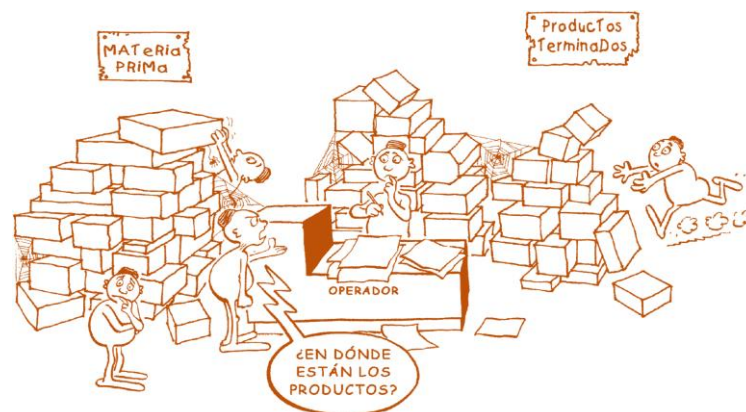 MATeRia
PRiMa
ProducTos
TerminaDos
OPERADOR
¿EN DÓNDE
ESTÁN LOS
PRODUCTOS?